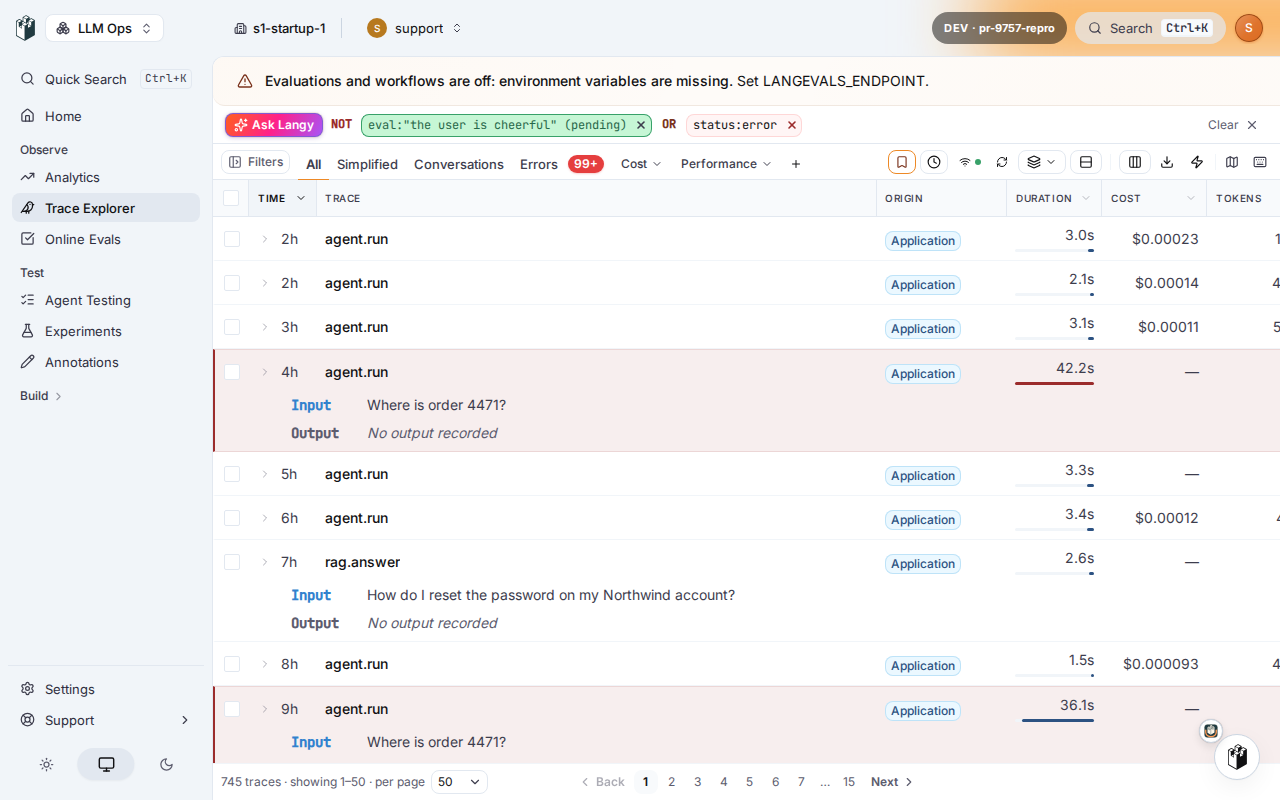 LLM Ops
s1-startup-1
S
support
DEV · pr-9757-repro
Search
Ctrl+K
S
Quick Search
Ctrl+K
Home
Observe
Analytics
Trace Explorer
Online Evals
Test
Agent Testing
Experiments
Annotations
Build
Settings
Support
Evaluations and workflows are off: environment variables are missing. Set LANGEVALS_ENDPOINT.
Ask Langy
NOT
eval:"the user is cheerful" (pending)
OR
status:error
Clear
Filters
All
Simplified
Conversations
Errors
99+
Cost
Performance
TIME
TRACE
ORIGIN
DURATION
COST
TOKENS
2h
agent.run
Application
3.0s
$0.00023
1
2h
agent.run
Application
2.1s
$0.00014
4
3h
agent.run
Application
3.1s
$0.00011
5
4h
agent.run
Application
42.2s
—
Input
Where is order 4471?
Output
No output recorded
5h
agent.run
Application
3.3s
—
6h
agent.run
Application
3.4s
$0.00012
7h
rag.answer
Application
2.6s
—
Input
How do I reset the password on my Northwind account?
Output
No output recorded
8h
agent.run
Application
1.5s
$0.000093
4
9h
agent.run
Application
36.1s
—
Input
Where is order 4471?
745 traces · showing 1–50 · per page
50
Back
1
2
3
4
5
6
7
...
15
Next